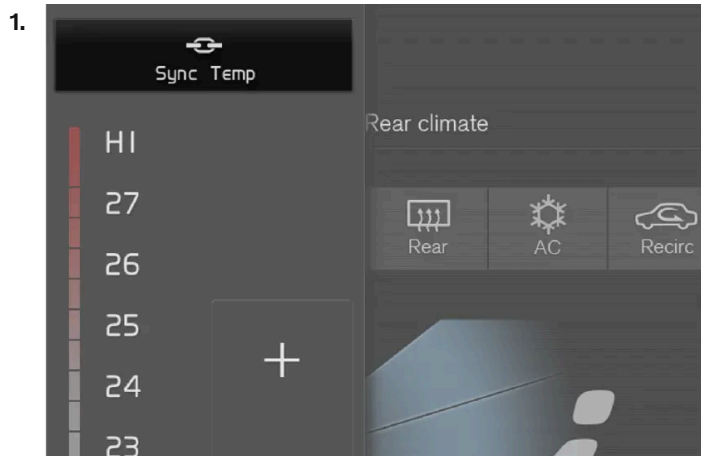 1.
Sync Temp
Rear climate
HI
27
Rear AC Recirc
26
25
+
24
23